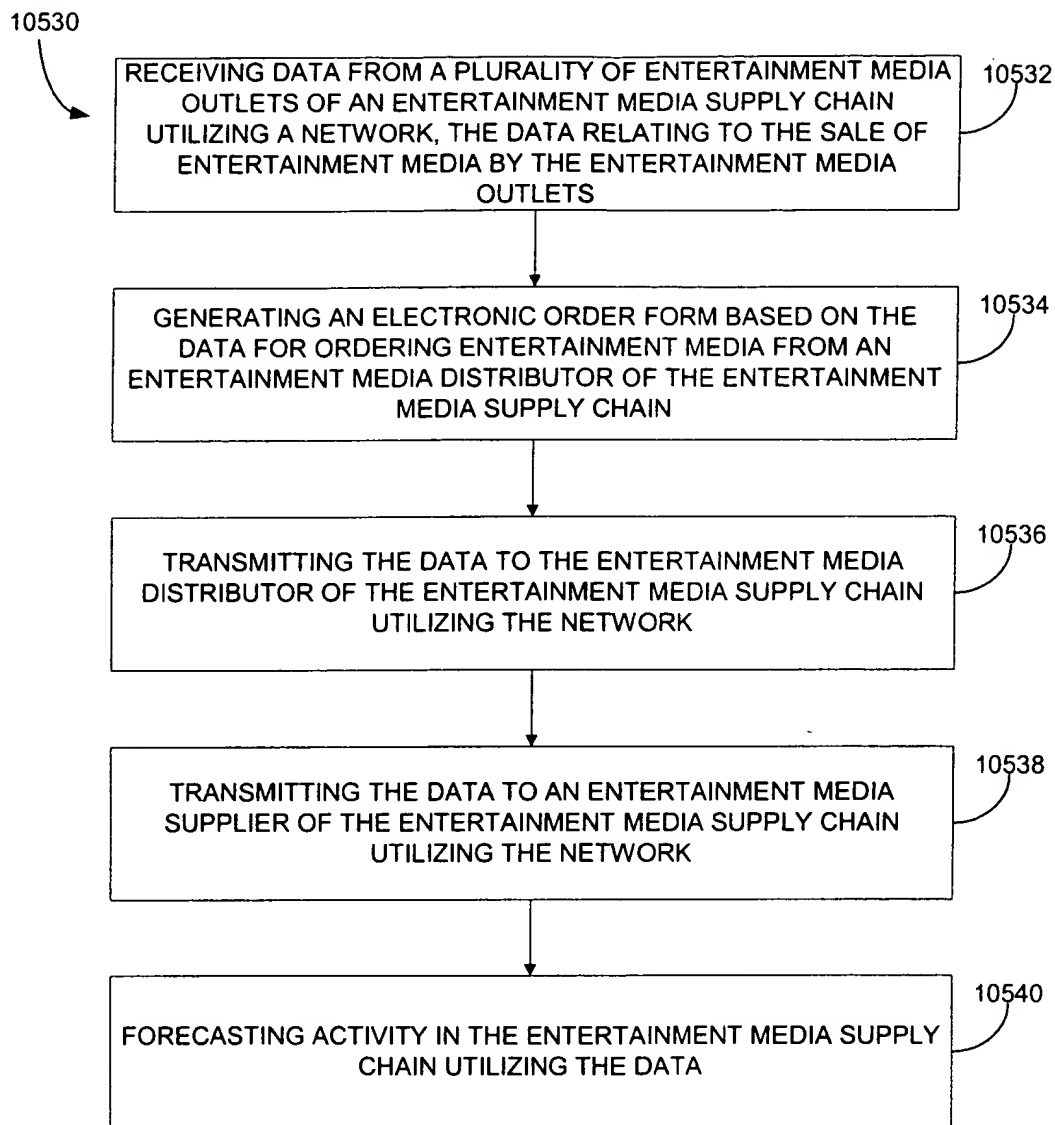 10530
RECEIVING DATA FROM A PLURALITY OF ENTERTAINMENT MEDIA
OUTLETS OF AN ENTERTAINMENT MEDIA SUPPLY CHAIN
UTILIZING A NETWORK, THE DATA RELATING TO THE SALE OF
ENTERTAINMENT MEDIA BY THE ENTERTAINMENT MEDIA
OUTLETS
10532
GENERATING AN ELECTRONIC ORDER FORM BASED ON THE
DATA FOR ORDERING ENTERTAINMENT MEDIA FROM AN
ENTERTAINMENT MEDIA DISTRIBUTOR OF THE ENTERTAINMENT
MEDIA SUPPLY CHAIN
10534
TRANSMITTING THE DATA TO THE ENTERTAINMENT MEDIA
DISTRIBUTOR OF THE ENTERTAINMENT MEDIA SUPPLY CHAIN
UTILIZING THE NETWORK
10536
TRANSMITTING THE DATA TO AN ENTERTAINMENT MEDIA
SUPPLIER OF THE ENTERTAINMENT MEDIA SUPPLY CHAIN
UTILIZING THE NETWORK
10538
FORECASTING ACTIVITY IN THE ENTERTAINMENT MEDIA SUPPLY
CHAIN UTILIZING THE DATA
10540